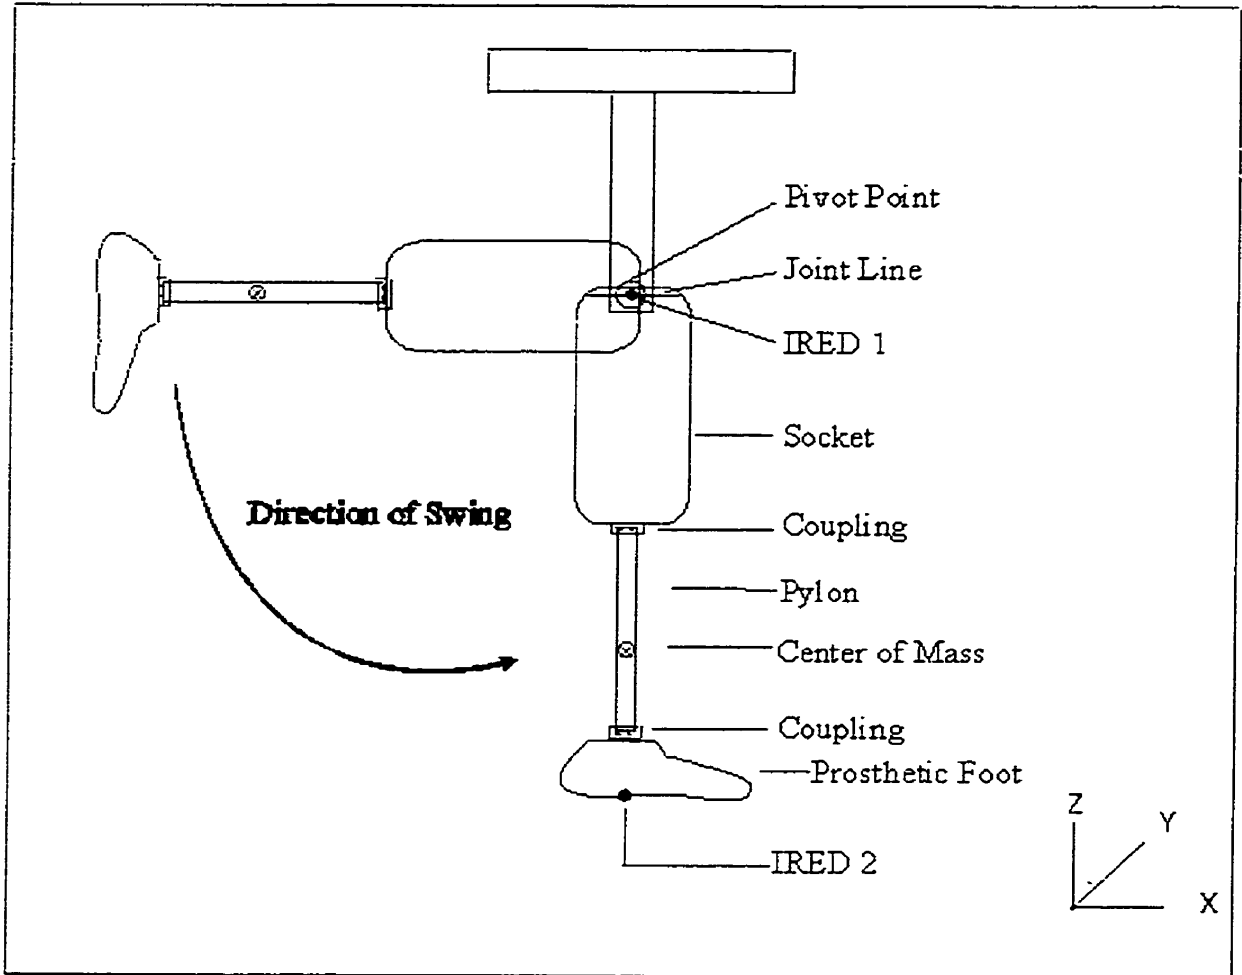 Pivot Point
Joint Line
IRED 1
Socket
Direction of Swing
Coupling
Pylon
Center of Mass
Coupling
Prosthetic Foot
IRED 2
Z
Y
X